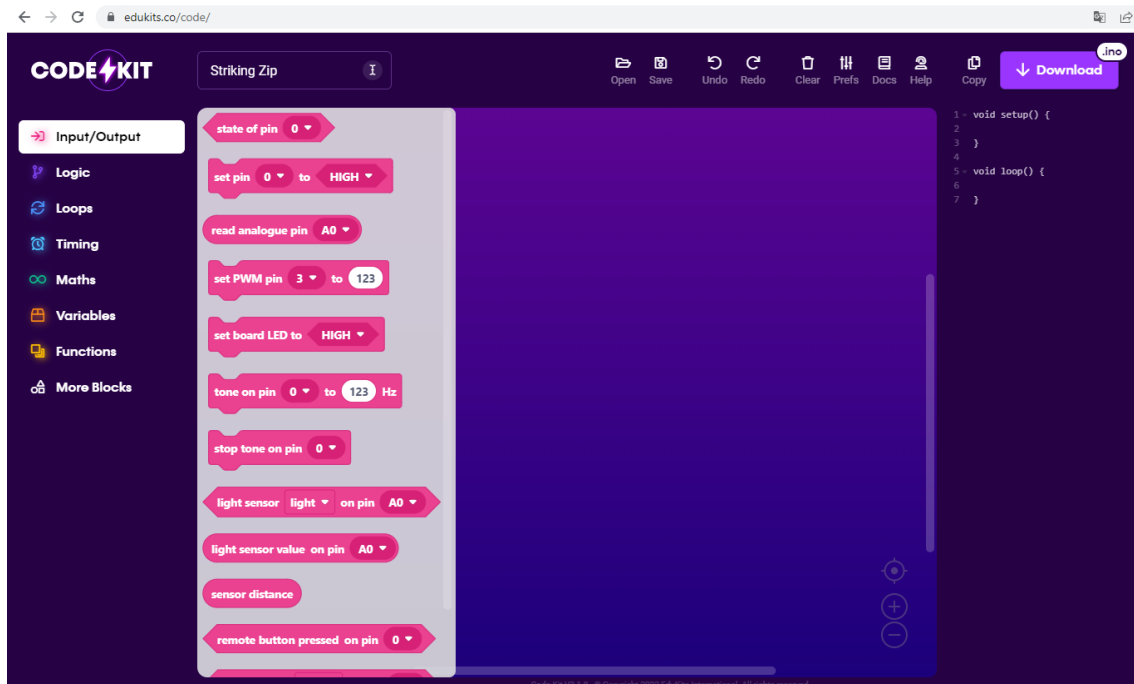 edukits.co/code/
CODE KIT
Striking Zip
Open Save Undo Redo Clear Prefs Docs Help Copy Download .ino
Input/Output
Logic
Loops
Timing
Maths
Variables
Functions
More Blocks
state of pin 0
set pin 0 to HIGH
read analogue pin A0
set PWM pin 3 to 123
set board LED to HIGH
tone on pin 0 to 123 Hz
stop tone on pin 0
light sensor light on pin A0
light sensor value on pin A0
sensor distance
remote button pressed on pin 0
1 void setup() {
2
3 }
4
5 void loop() {
6
7 }